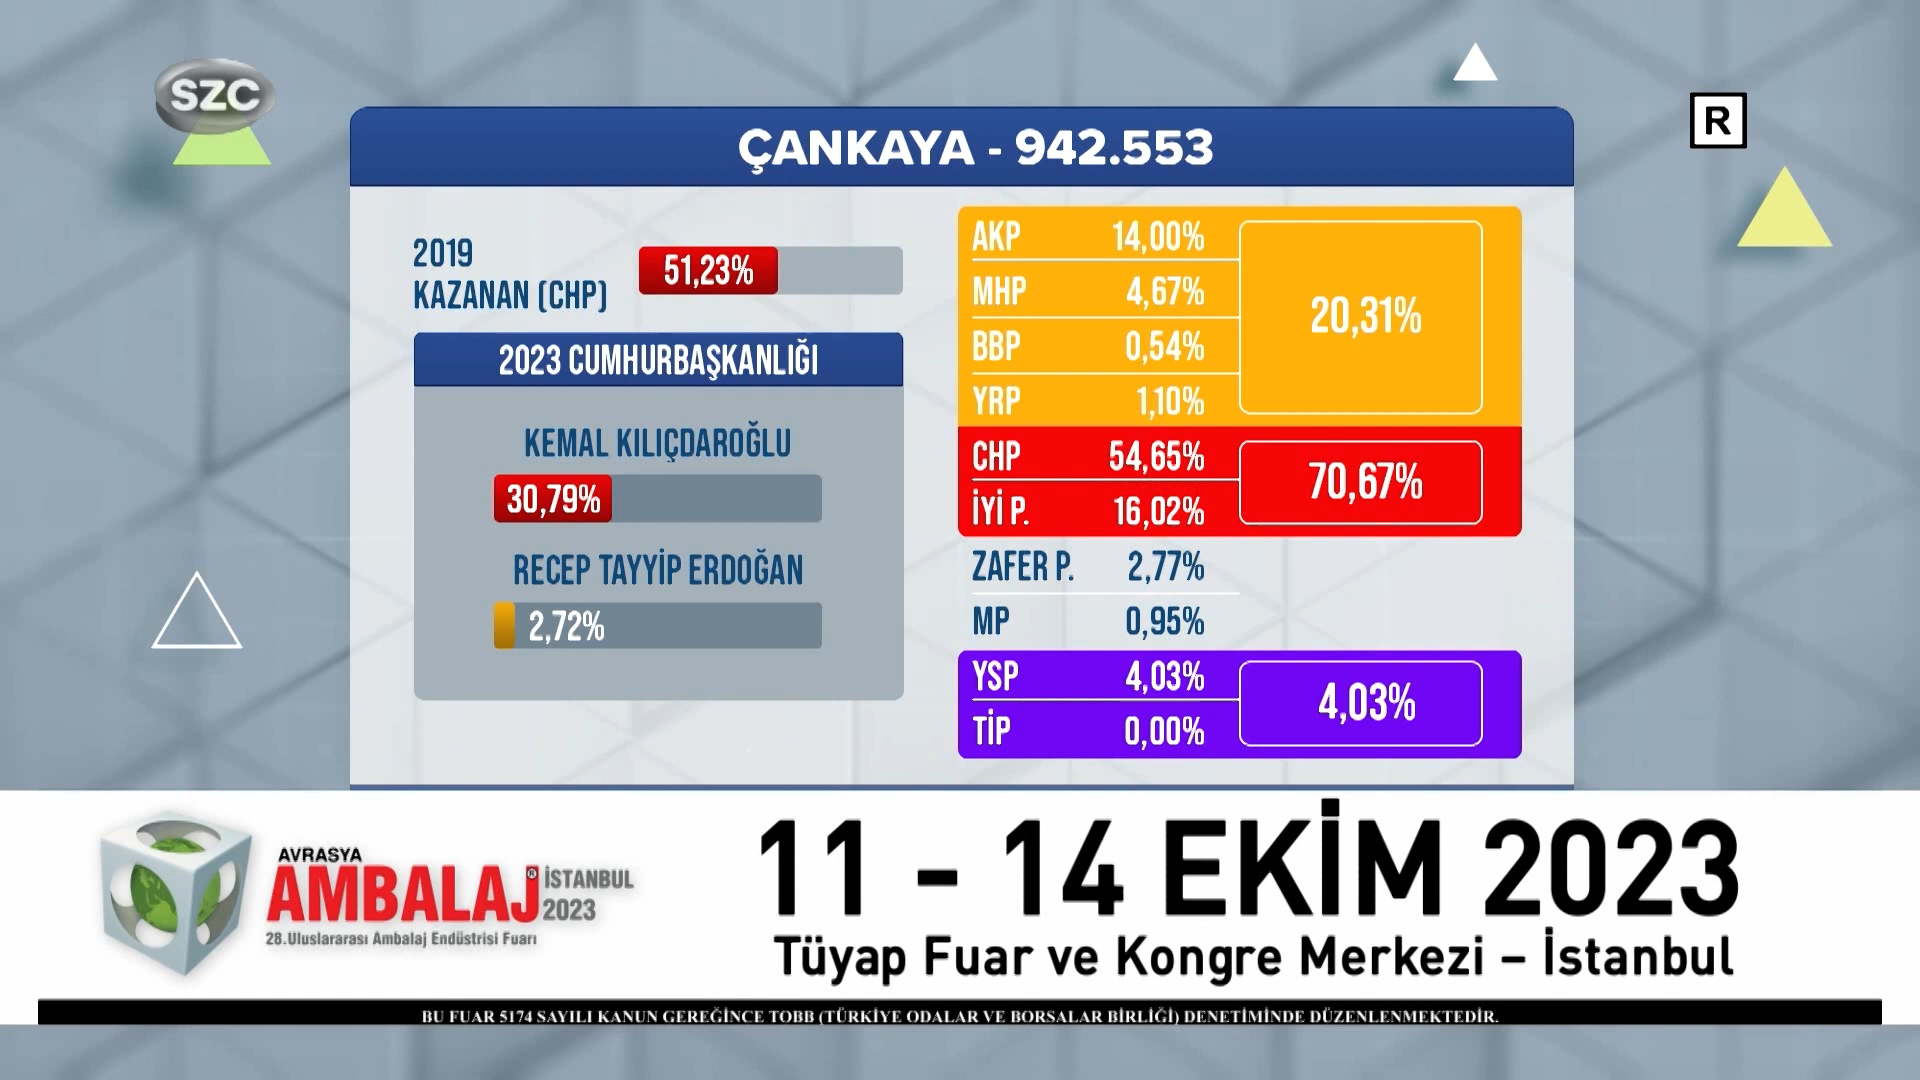 SZC
R
ÇANKAYA - 942.553
2019
KAZANAN (CHP)
51,23%
2023 CUMHURBAŞKANLIĞI
KEMAL KILIÇDAROĞLU
30,79%
RECEP TAYYİP ERDOĞAN
2,72%
AKP 14,00%
MHP 4,67%
BBP 0,54%
YRP 1,10%
20,31%
CHP 54,65%
İYİ P. 16,02%
70,67%
ZAFER P. 2,77%
MP 0,95%
YSP 4,03%
TİP 0,00%
4,03%
AVRASYA
AMBALAJ® İSTANBUL
2023
28.Uluslararası Ambalaj Endüstrisi Fuarı
11 - 14 EKİM 2023
Tüyap Fuar ve Kongre Merkezi – İstanbul
BU FUAR 5174 SAYILI KANUN GEREĞİNCE TOBB (TÜRKİYE ODALAR VE BORSALAR BİRLİĞİ) DENETİMİNDE DÜZENLENMEKTEDİR.